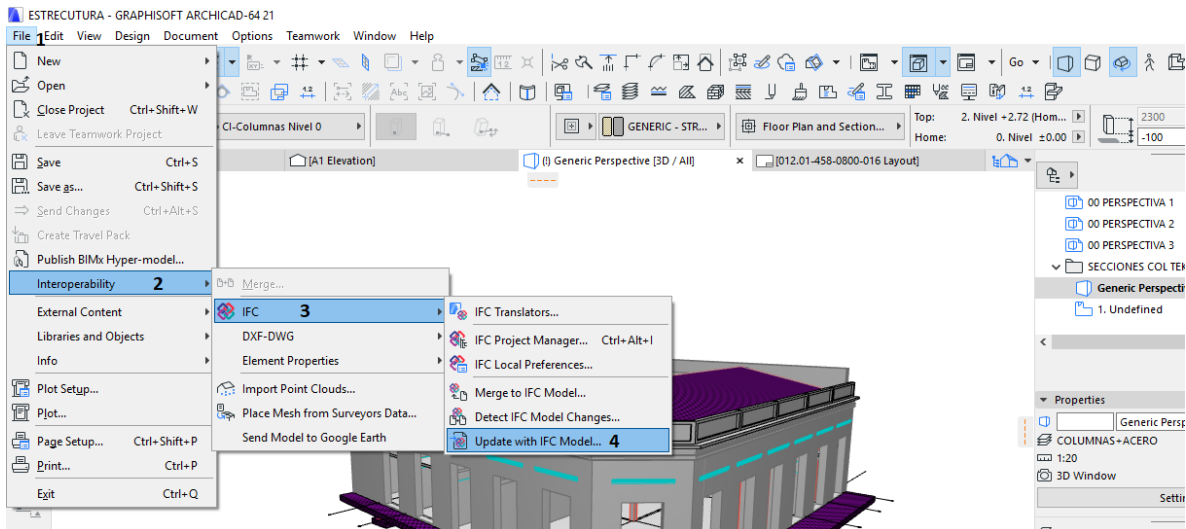 ESTRECUTURA - GRAPHISOFT ARCHICAD-64 21
File 1 Edit View Design Document Options Teamwork Window Help
New
Open
Close Project Ctrl+Shift+W
Leave Teamwork Project
Save Ctrl+S
Save as... Ctrl+Shift+S
Send Changes Ctrl+Alt+S
Create Travel Pack
Publish BIMx Hyper-model...
Interoperability 2
External Content
Libraries and Objects
Info
Plot Setup...
Plot...
Page Setup... Ctrl+Shift+P
Print... Ctrl+P
Exit Ctrl+Q
Merge...
IFC 3
DXF-DWG
Element Properties
Import Point Clouds...
Place Mesh from Surveyors Data...
Send Model to Google Earth
IFC Translators...
IFC Project Manager... Ctrl+Alt+I
IFC Local Preferences...
Merge to IFC Model...
Detect IFC Model Changes...
Update with IFC Model... 4
Go
Abc
CI-Columnas Nivel 0
GENERIC - STR...
Floor Plan and Section...
Top: 2. Nivel +2.72 (Hom...
Home: 0. Nivel ±0.00
2300
-100
[A1 Elevation]
(!) Generic Perspective [3D / All]
[012.01-458-0800-016 Layout]
00 PERSPECTIVA 1
00 PERSPECTIVA 2
00 PERSPECTIVA 3
SECCIONES COL TEK
Generic Perspecti
1. Undefined
Properties
Generic Persp
COLUMNAS+ACERO
1:20
3D Window
Settin